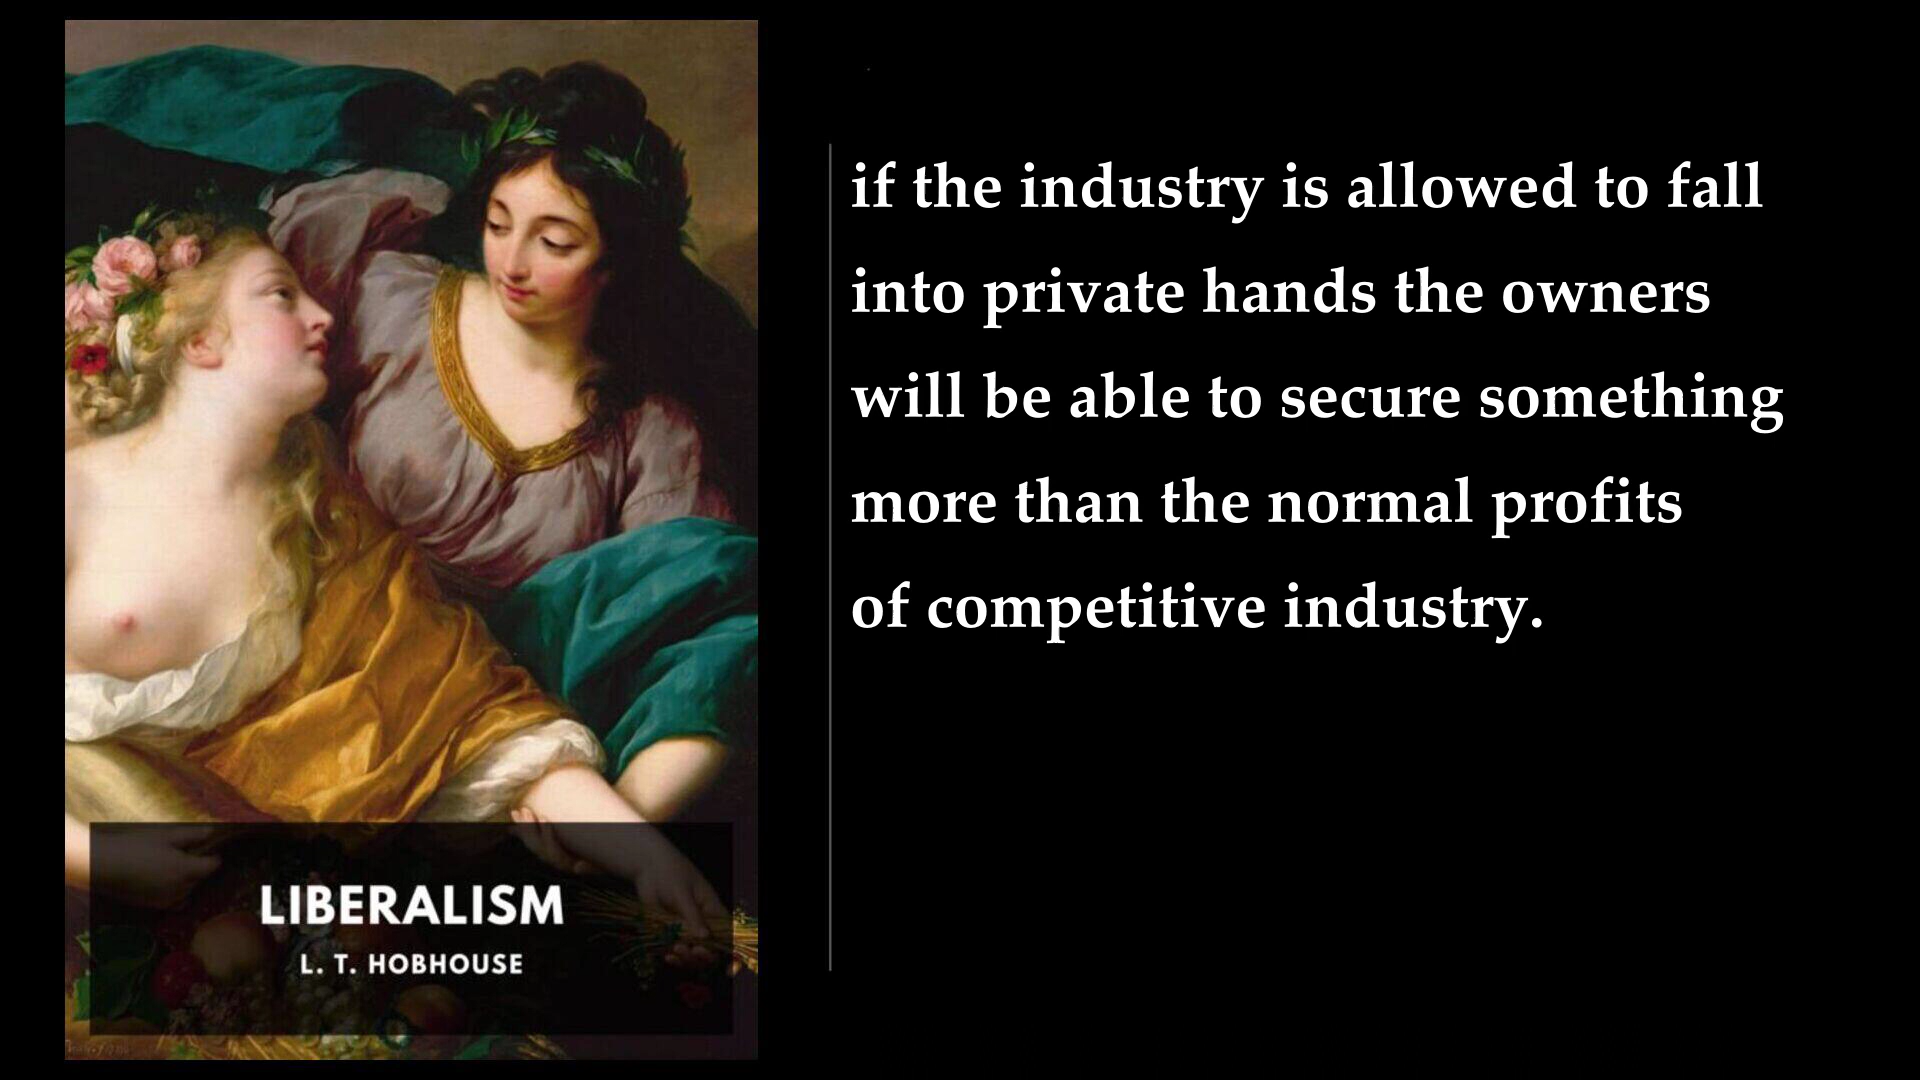 if the industry is allowed to fall
into private hands the owners
will be able to secure something
more than the normal profits
of competitive industry.
LIBERALISM
L. T. HOBHOUSE